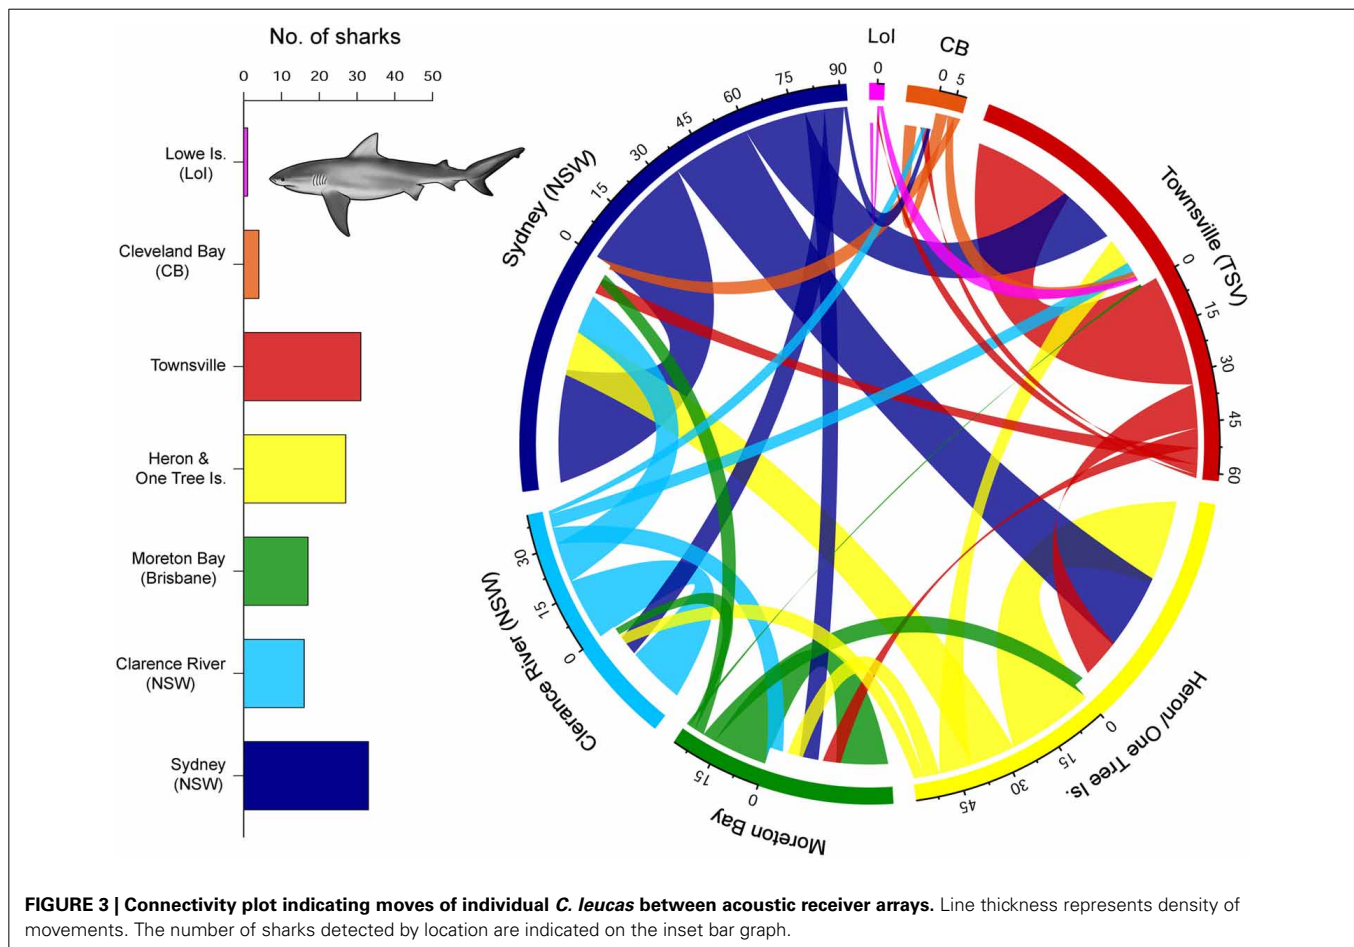 No. of sharks
0 10 20 30 40 50
Lowe Is.
(LoI)
Cleveland Bay
(CB)
Townsville
Heron &
One Tree Is.
Moreton Bay
(Brisbane)
Clarence River
(NSW)
Sydney
(NSW)
Sydney (NSW)
0 15 30 45 60 75 90
LoI
0
CB
0 5
Townsville (TSV)
0 15 30 45 60
Heron/ One Tree Is.
0 15 30 45
Moreton Bay
0 15
Clerance River (NSW)
0 15 30
FIGURE 3 | Connectivity plot indicating moves of individual C. leucas between acoustic receiver arrays. Line thickness represents density of
movements. The number of sharks detected by location are indicated on the inset bar graph.